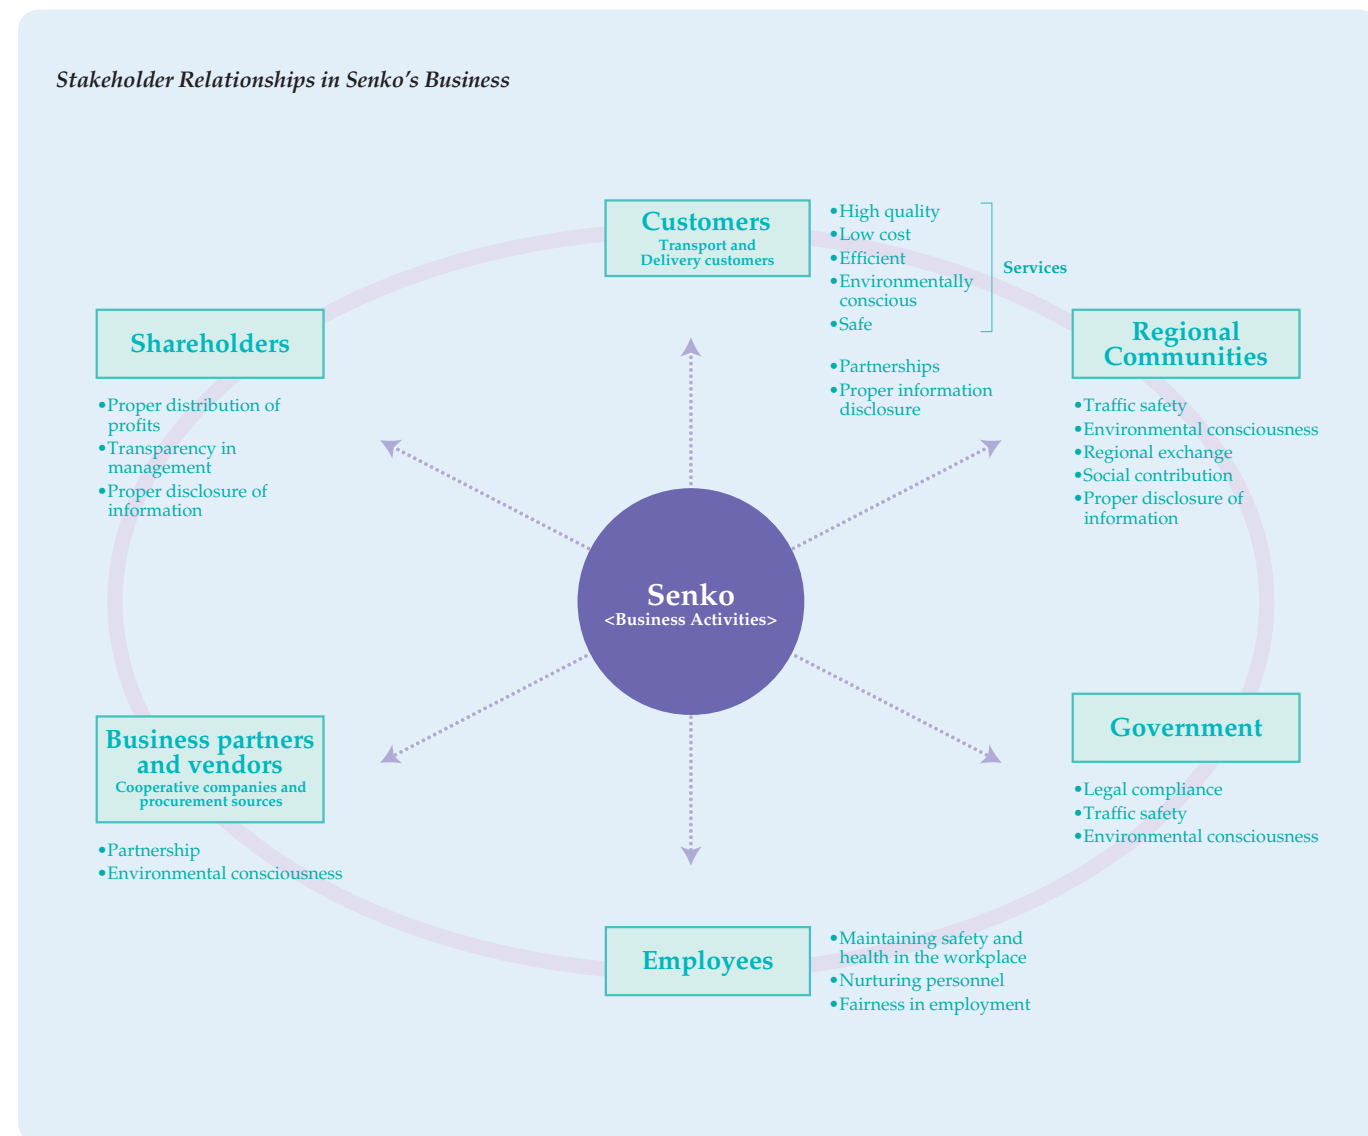 Stakeholder Relationships in Senko’s Business
Customers
Transport and
Delivery customers
•High quality
•Low cost
•Efficient
•Environmentally
conscious
•Safe
Services
•Partnerships
•Proper information
disclosure
Shareholders
•Proper distribution of
profits
•Transparency in
management
•Proper disclosure of
information
Regional
Communities
•Traffic safety
•Environmental consciousness
•Regional exchange
•Social contribution
•Proper disclosure of
information
Senko
<Business Activities>
Business partners
and vendors
Cooperative companies and
procurement sources
•Partnership
•Environmental consciousness
Government
•Legal compliance
•Traffic safety
•Environmental consciousness
Employees
•Maintaining safety and
health in the workplace
•Nurturing personnel
•Fairness in employment